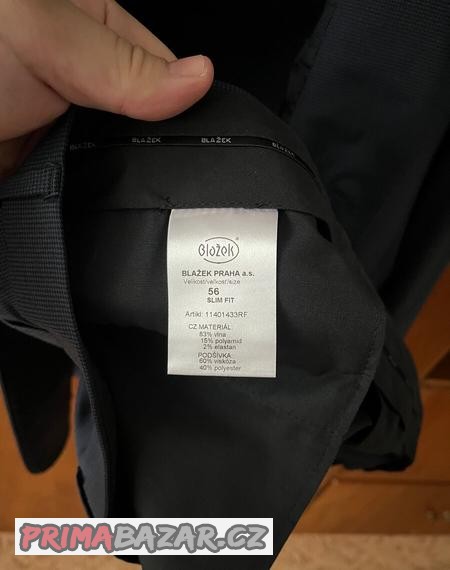 BLAŽEK BLAŽEK BLAŽEK
Blažek
BLAŽEK PRAHA a.s.
Velikost/veľkosť/size
56
SLIM FIT
Artikl: 11401433RF
CZ MATERIÁL
83% vlna
15% polyamid
2% elastan
PODŠÍVKA
60% viskóza
40% polyester
PRIMABAZAR.CZ